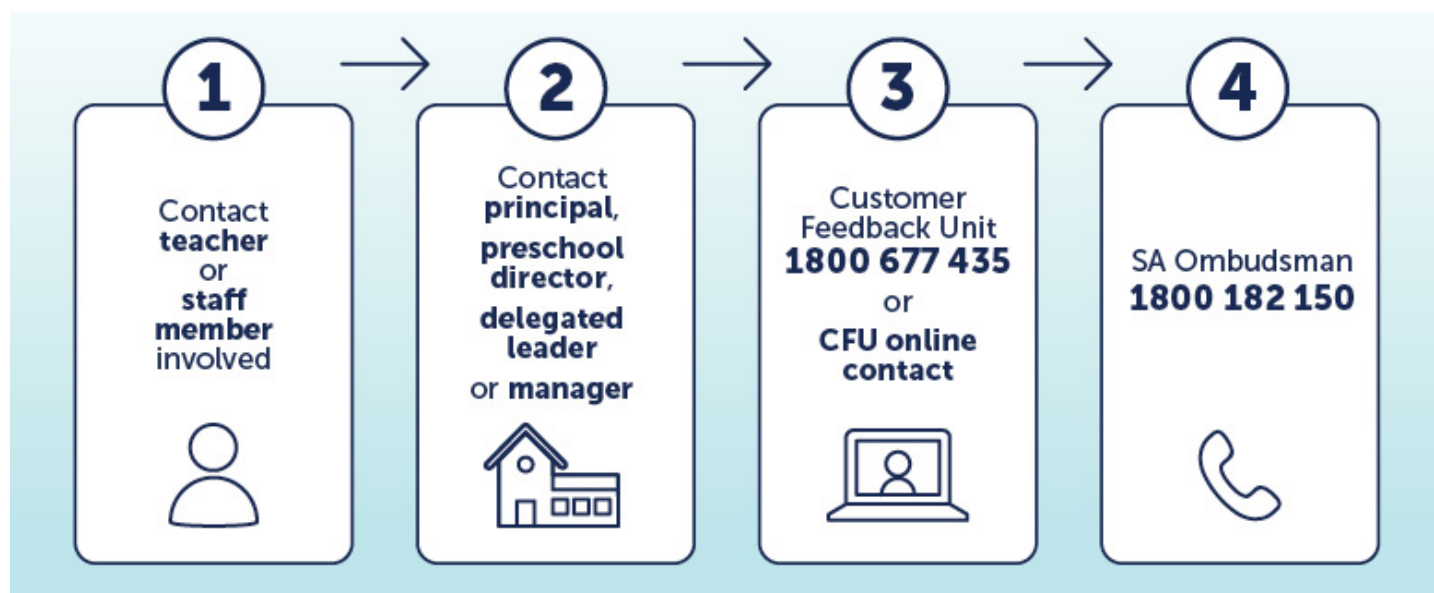 1
Contact
teacher
or
staff
member
involved
2
Contact
principal,
preschool
director,
delegated
leader
or manager
3
Customer
Feedback Unit
1800 677 435
or
CFU online
contact
4
SA Ombudsman
1800 182 150